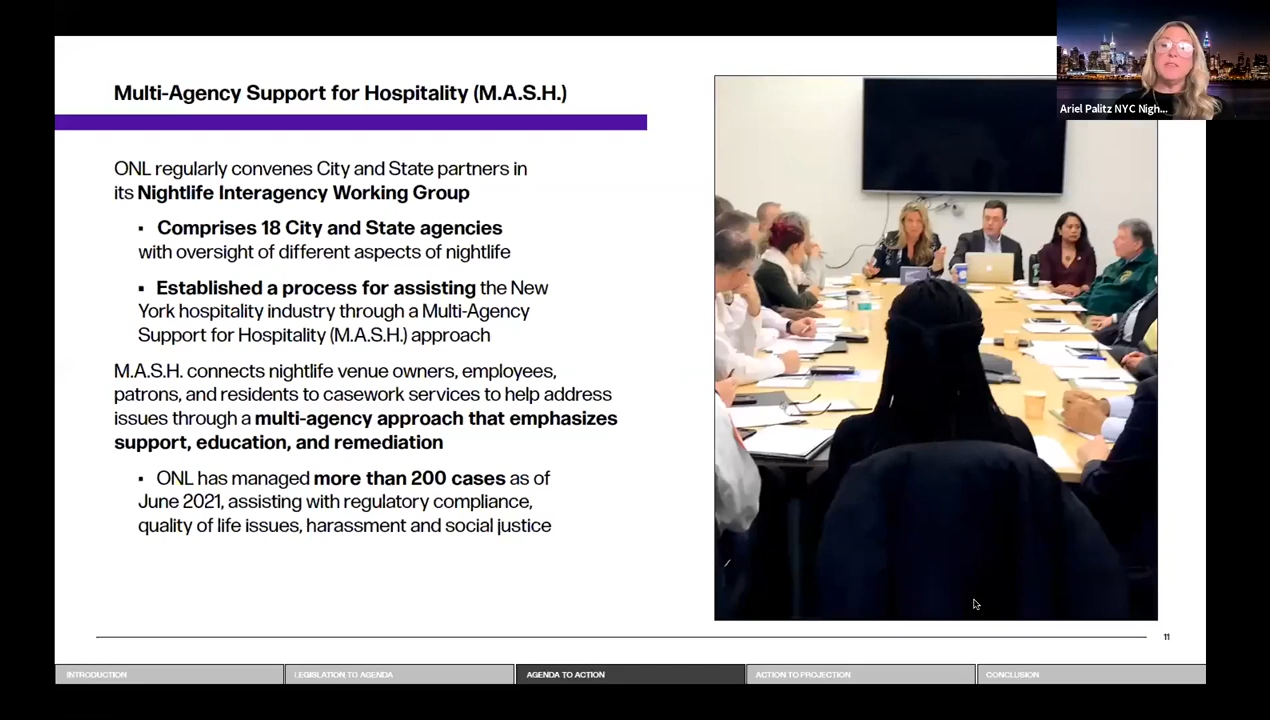 Multi-Agency Support for Hospitality (M.A.S.H.)
Ariel Palitz NYC Nigh...
ONL regularly convenes City and State partners in
its Nightlife Interagency Working Group
▪ Comprises 18 City and State agencies
with oversight of different aspects of nightlife
▪ Established a process for assisting the New
York hospitality industry through a Multi-Agency
Support for Hospitality (M.A.S.H.) approach
M.A.S.H. connects nightlife venue owners, employees,
patrons, and residents to casework services to help address
issues through a multi-agency approach that emphasizes
support, education, and remediation
▪ ONL has managed more than 200 cases as of
June 2021, assisting with regulatory compliance,
quality of life issues, harassment and social justice
11
INTRODUCTION
LEGISLATION TO AGENDA
AGENDA TO ACTION
ACTION TO PROJECTION
CONCLUSION